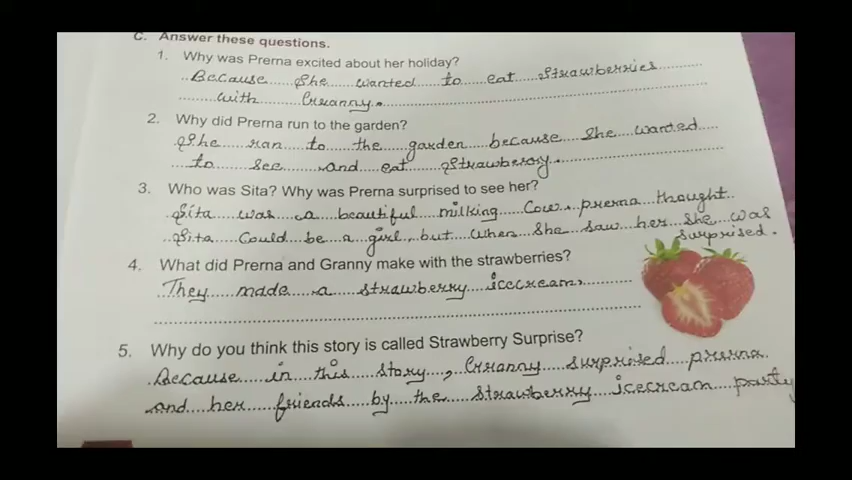 C. Answer these questions.
1. Why was Prerna excited about her holiday?
Because she wanted to eat strawberries
with Granny.
2. Why did Prerna run to the garden?
She ran to the garden because she wanted
to see and eat strawberry.
3. Who was Sita? Why was Prerna surprised to see her?
Sita was a beautiful milking Cow. prerna thought
Sita Could be a girl, but when she saw her she was
surprised.
4. What did Prerna and Granny make with the strawberries?
They made a strawberry icecream.
5. Why do you think this story is called Strawberry Surprise?
Because in this story, Granny surprised prerna
and her friends by the strawberry icecream party